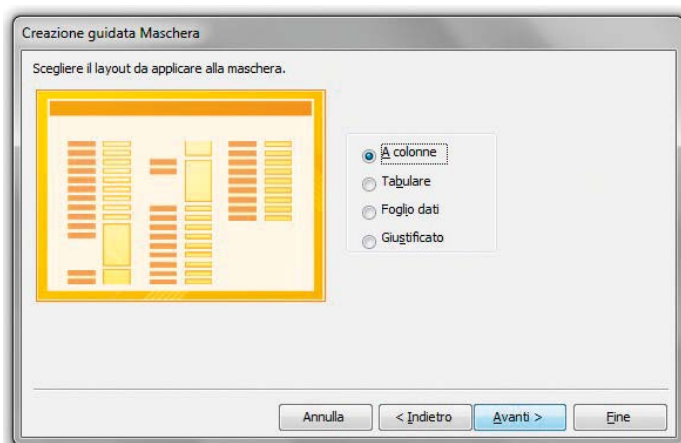 Creazione guidata Maschera
Scegliere il layout da applicare alla maschera.
A colonne
Tabulare
Foglio dati
Giustificato
Annulla
< Indietro
Avanti >
Fine